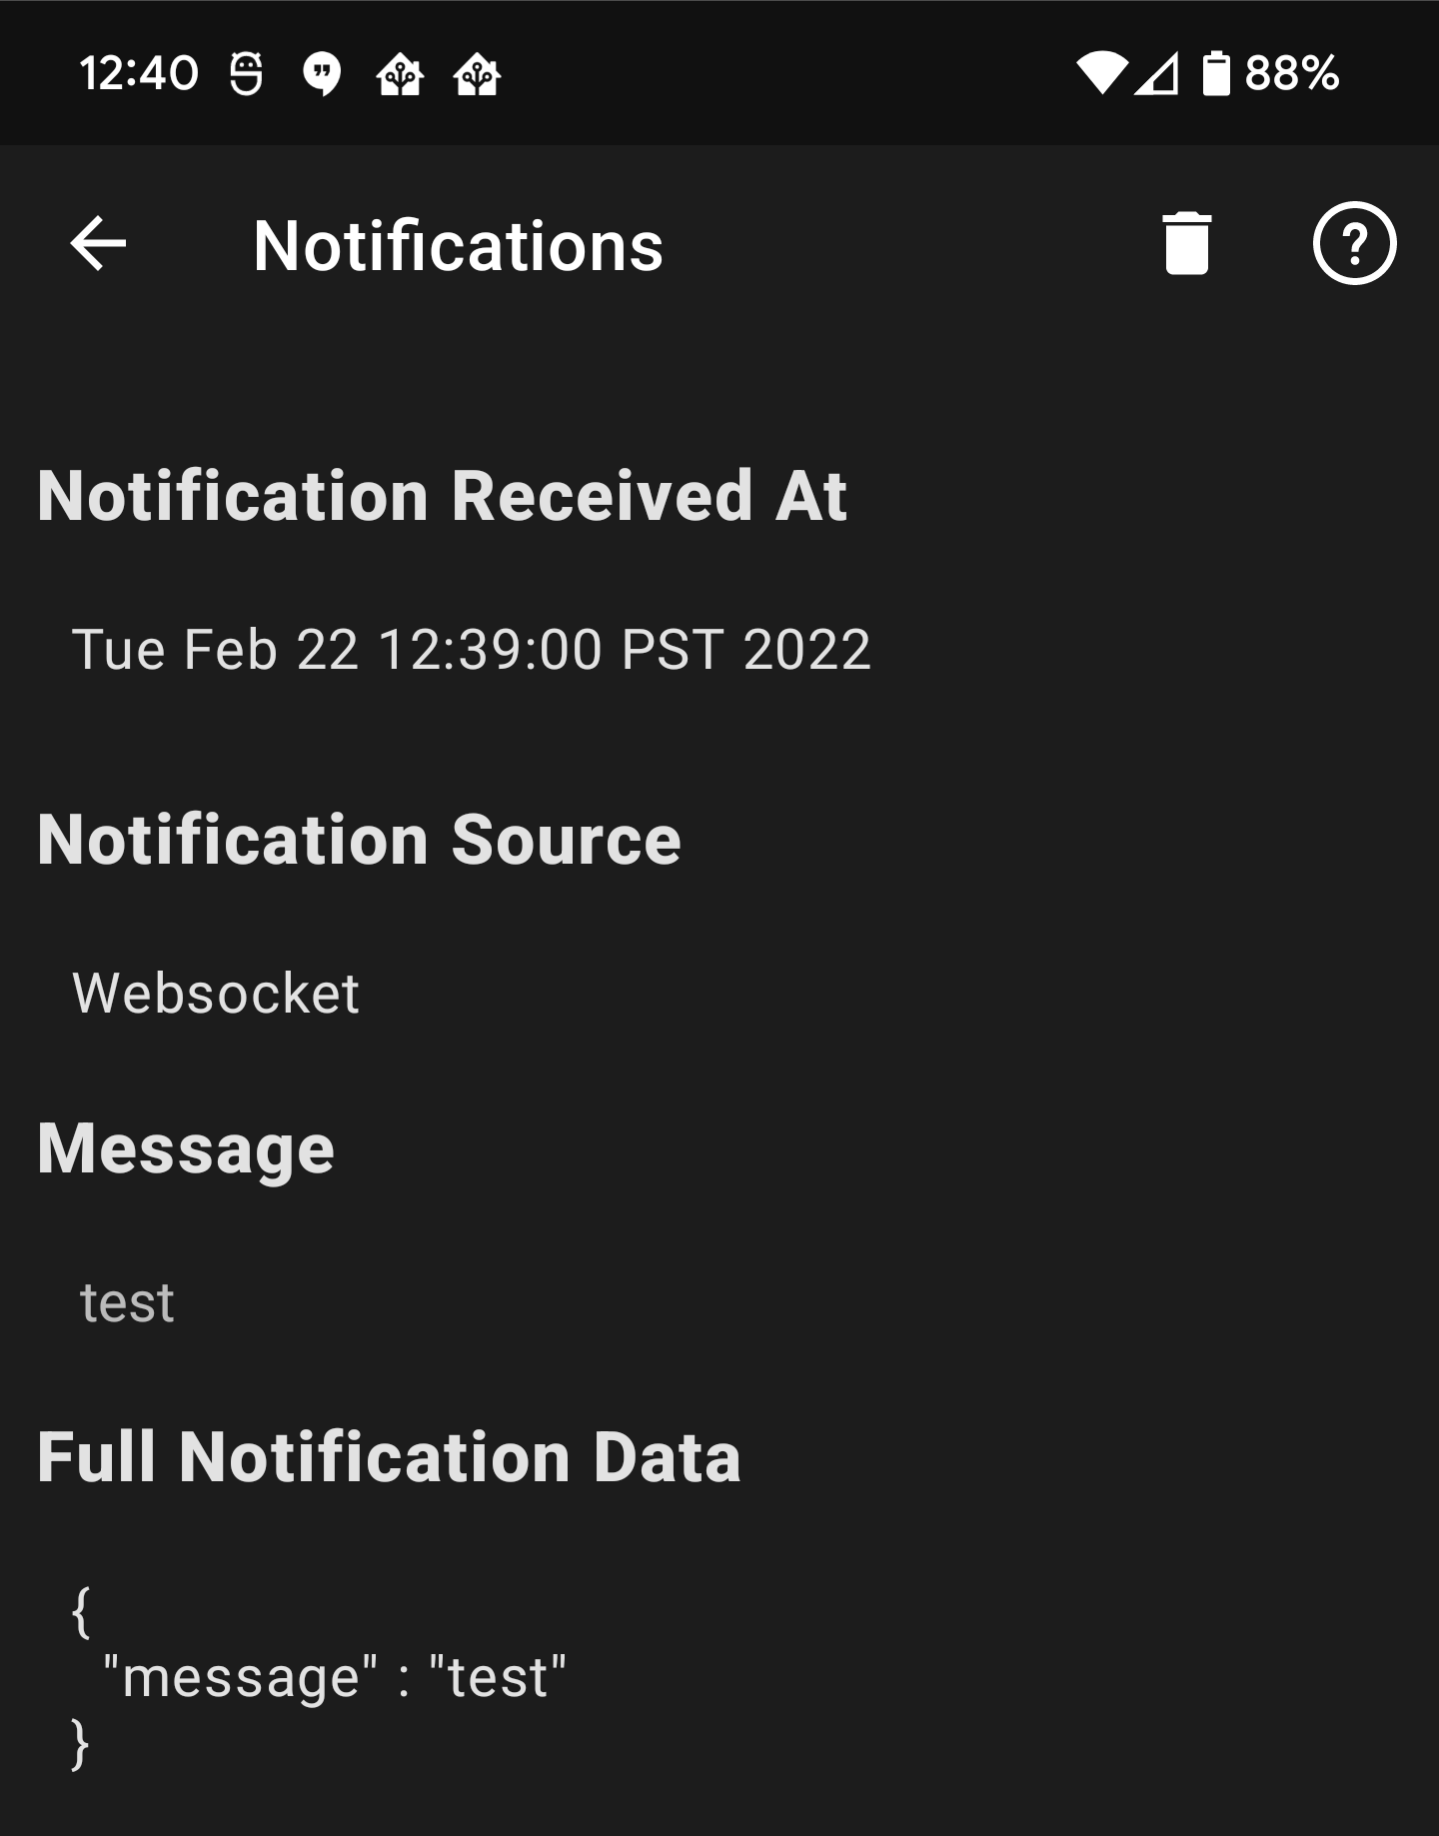 12:40 88%
Notifications
Notification Received At
Tue Feb 22 12:39:00 PST 2022
Notification Source
Websocket
Message
test
Full Notification Data
{
"message" : "test"
}